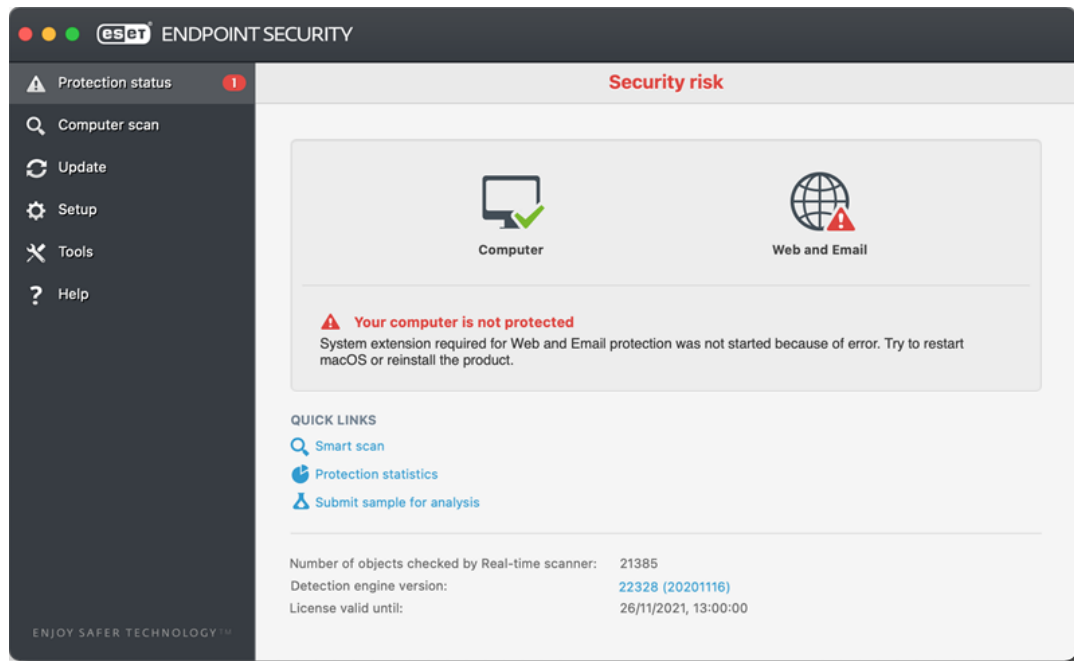 eset ENDPOINT SECURITY
Protection status 1
Computer scan
Update
Setup
Tools
Help
ENJOY SAFER TECHNOLOGY™
Security risk
Computer
Web and Email
Your computer is not protected
System extension required for Web and Email protection was not started because of error. Try to restart
macOS or reinstall the product.
QUICK LINKS
Smart scan
Protection statistics
Submit sample for analysis
Number of objects checked by Real-time scanner: 21385
Detection engine version: 22328 (20201116)
License valid until: 26/11/2021, 13:00:00